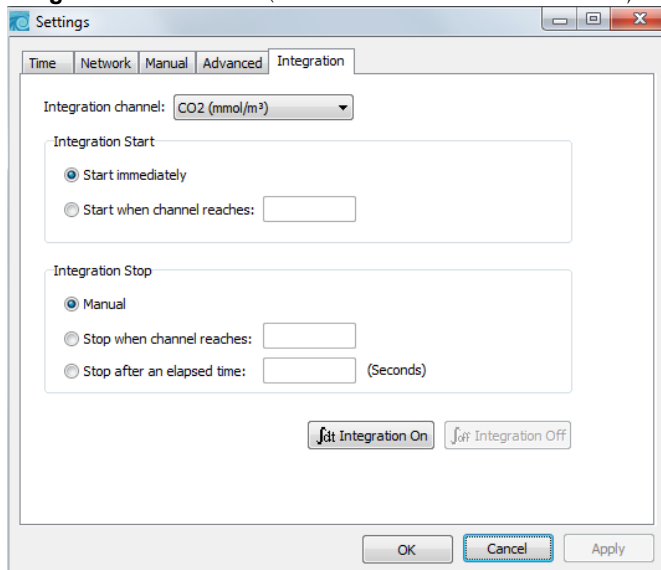 Settings
Time Network Manual Advanced Integration
Integration channel: CO2 (mmol/m³)
Integration Start
Start immediately
Start when channel reaches:
Integration Stop
Manual
Stop when channel reaches:
Stop after an elapsed time: (Seconds)
∫dt Integration On ∫off Integration Off
OK Cancel Apply